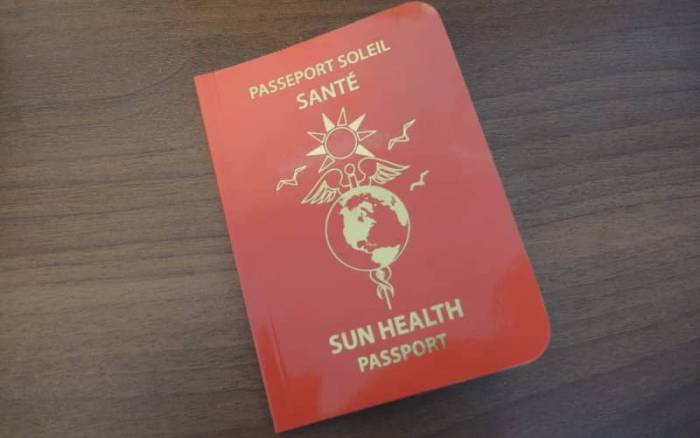 PASSEPORT SOLEIL
SANTÉ
SUN HEALTH
PASSPORT